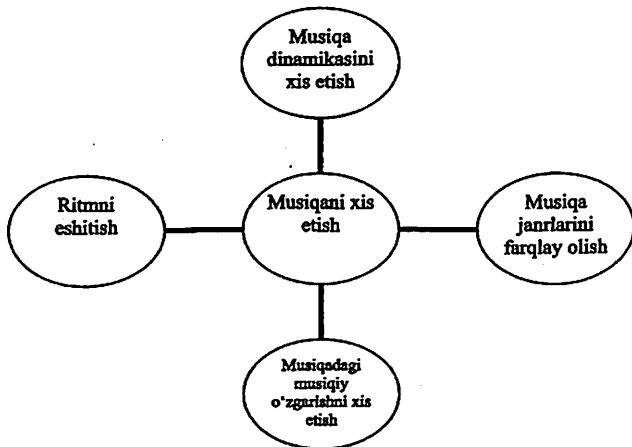 Musiqa
dinamikasini
xis etish
Ritmni
eshitish
Musiqani xis
etish
Musiqa
janrlarini
farqlay olish
Musiqadagi
musiqiy
o‘zgarishni xis
etish